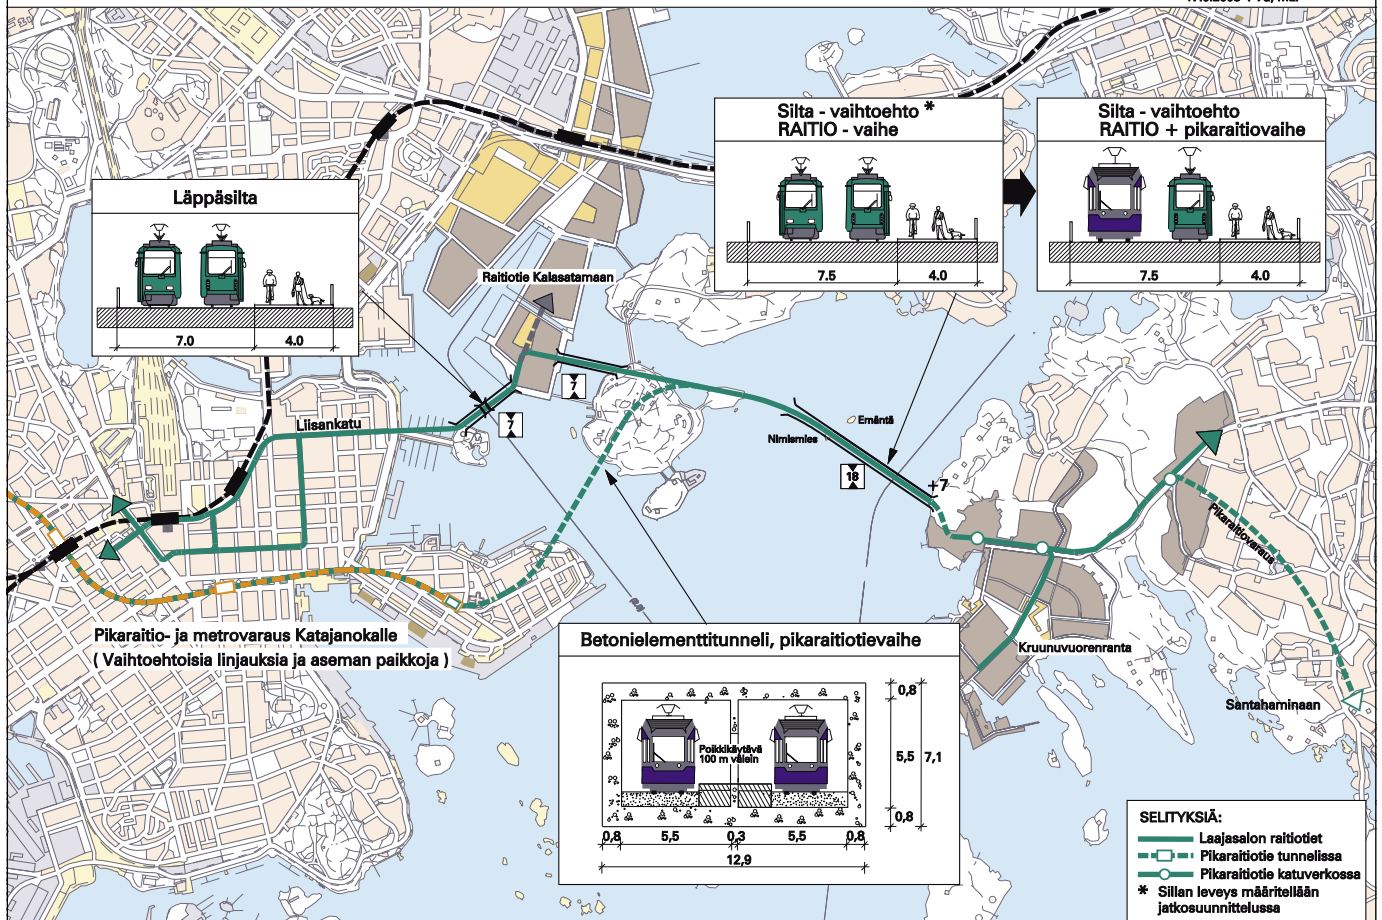 Silta - vaihtoehto *
RAITIO - vaihe
7.5
4.0
Silta - vaihtoehto
RAITIO + pikaraitiovaihe
7.5
4.0
Läppäsilta
7.0
4.0
Raitiotie Kalasatamaan
7
7
Liisankatu
Emäntä
Nimismies
18
+7
Pikaraitiovaraus
Kruunuvuorenranta
Santahaminaan
Pikaraitio- ja metrovaraus Katajanokalle
( Vaihtoehtoisia linjauksia ja aseman paikkoja )
Betonielementtitunneli, pikaraitiotievaihe
Poikkikäytävä
100 m välein
0,8
5,5
7,1
0,8
0,8
5,5
0,3
5,5
0,8
12,9
SELITYKSIÄ:
Laajasalon raitiotiet
Pikaraitiotie tunnelissa
Pikaraitiotie katuverkossa
* Sillan leveys määritellään
jatkosuunnittelussa